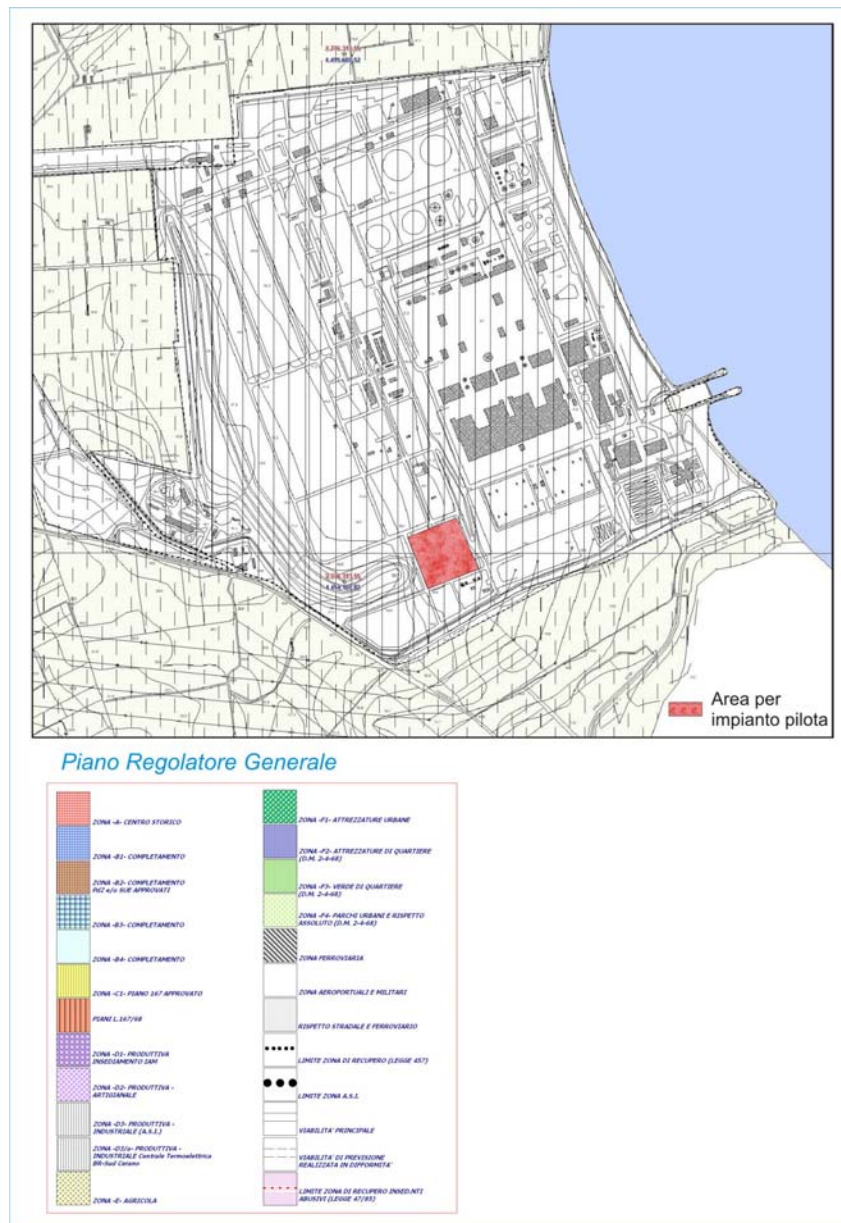 Area per
impianto pilota
Piano Regolatore Generale
ZONA -A- CENTRO STORICO
ZONA -B1- COMPLETAMENTO
ZONA -B2- COMPLETAMENTO
PdZ e/o SUE APPROVATI
ZONA -B3- COMPLETAMENTO
ZONA -B4- COMPLETAMENTO
ZONA -C1- PIANO 167 APPROVATO
PIANI L.167/68
ZONA -D1- PRODUTTIVA
INSEDIAMENTO IAM
ZONA -D2- PRODUTTIVA -
ARTIGIANALE
ZONA -D3- PRODUTTIVA -
INDUSTRIALE (A.S.I.)
ZONA -D3/a- PRODUTTIVA -
INDUSTRIALE Centrale Termoelettrica
BR-Sud Cerano
ZONA -E- AGRICOLA
ZONA -F1- ATTREZZATURE URBANE
ZONA -F2- ATTREZZATURE DI QUARTIERE
(D.M. 2-4-68)
ZONA -F3- VERDE DI QUARTIERE
(D.M. 2-4-68)
ZONA -F4- PARCHI URBANI E RISPETTO
ASSOLUTO (D.M. 2-4-68)
ZONA FERROVIARIA
ZONA AEROPORTUALI E MILITARI
RISPETTO STRADALE E FERROVIARIO
LIMITE ZONA DI RECUPERO (LEGGE 457)
LIMITE ZONA A.S.I.
VIABILITA' PRINCIPALE
VIABILITA' DI PREVISIONE
REALIZZATA IN DIFFORMITA'
LIMITE ZONA DI RECUPERO INSED.NTI
ABUSIVI (LEGGE 47/85)